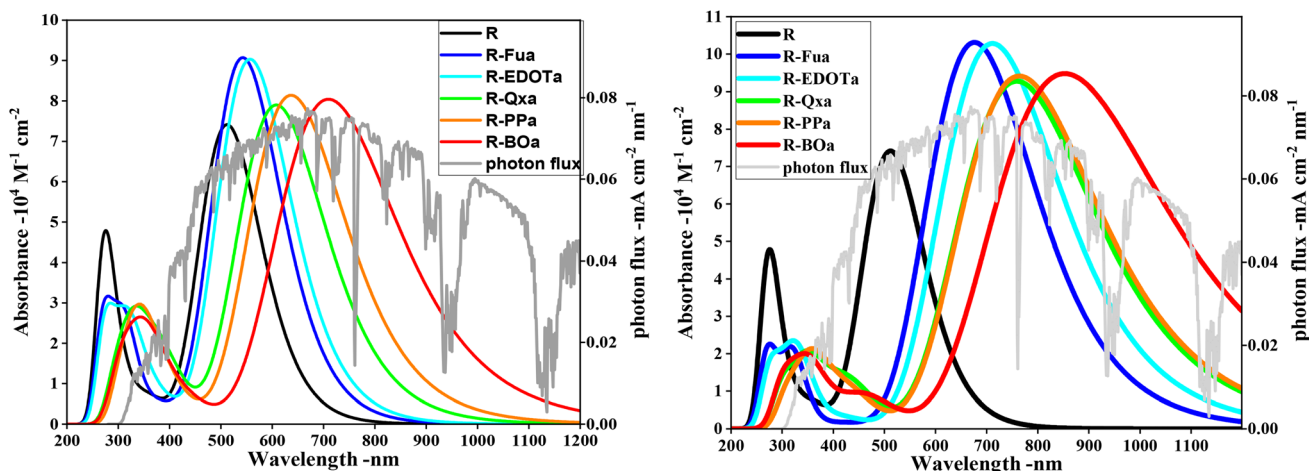 10
9
8
7
6
5
4
3
2
1
0
Absorbance -10⁴ M⁻¹ cm⁻²
200 300 400 500 600 700 800 900 1000 1100 1200
Wavelength -nm
R
R-Fua
R-EDOTa
R-Qxa
R-PPa
R-BOa
photon flux
0.08
0.06
0.04
0.02
0.00
photon flux -mA cm⁻² nm⁻¹
11
10
9
8
7
6
5
4
3
2
1
0
Absorbance -10⁴ M⁻¹ cm⁻²
200 300 400 500 600 700 800 900 1000 1100
Wavelength -nm
R
R-Fua
R-EDOTa
R-Qxa
R-PPa
R-BOa
photon flux
0.08
0.06
0.04
0.02
0.00
photon flux -mA cm⁻² nm⁻¹